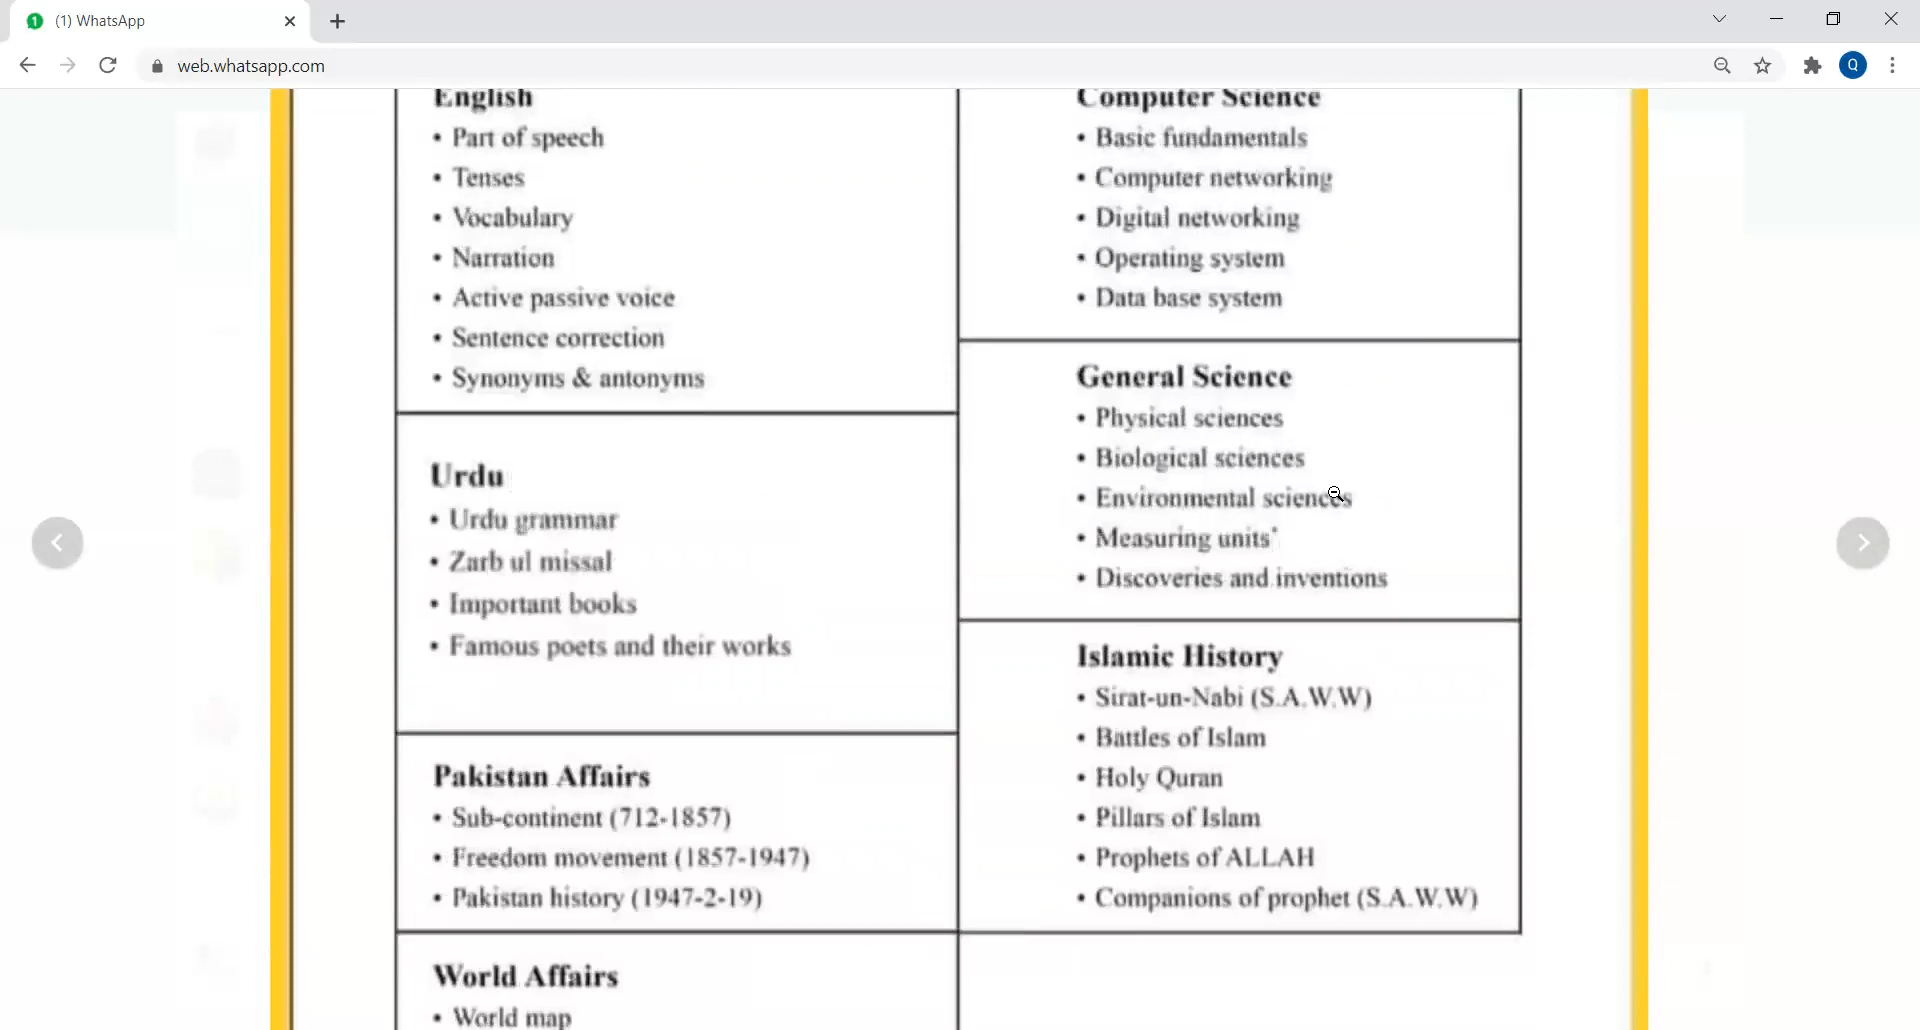 (1) WhatsApp
web.whatsapp.com
Q
English
• Part of speech
• Tenses
• Vocabulary
• Narration
• Active passive voice
• Sentence correction
• Synonyms & antonyms
Urdu
• Urdu grammar
• Zarb ul missal
• Important books
• Famous poets and their works
Pakistan Affairs
• Sub-continent (712-1857)
• Freedom movement (1857-1947)
• Pakistan history (1947-2-19)
World Affairs
• World map
Computer Science
• Basic fundamentals
• Computer networking
• Digital networking
• Operating system
• Data base system
General Science
• Physical sciences
• Biological sciences
• Environmental sciences
• Measuring units'
• Discoveries and inventions
Islamic History
• Sirat-un-Nabi (S.A.W.W)
• Battles of Islam
• Holy Quran
• Pillars of Islam
• Prophets of ALLAH
• Companions of prophet (S.A.W.W)